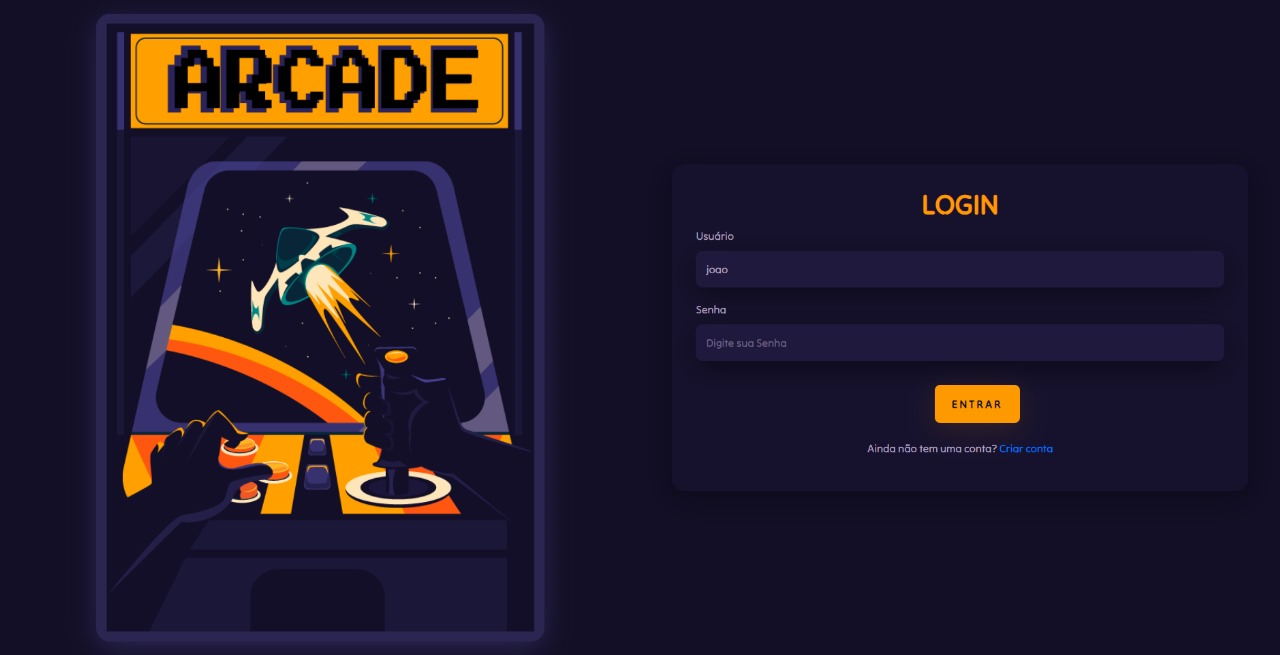 ARCADE
LOGIN
Usuário
joao
Senha
Digite sua Senha
ENTRAR
Ainda não tem uma conta? Criar conta